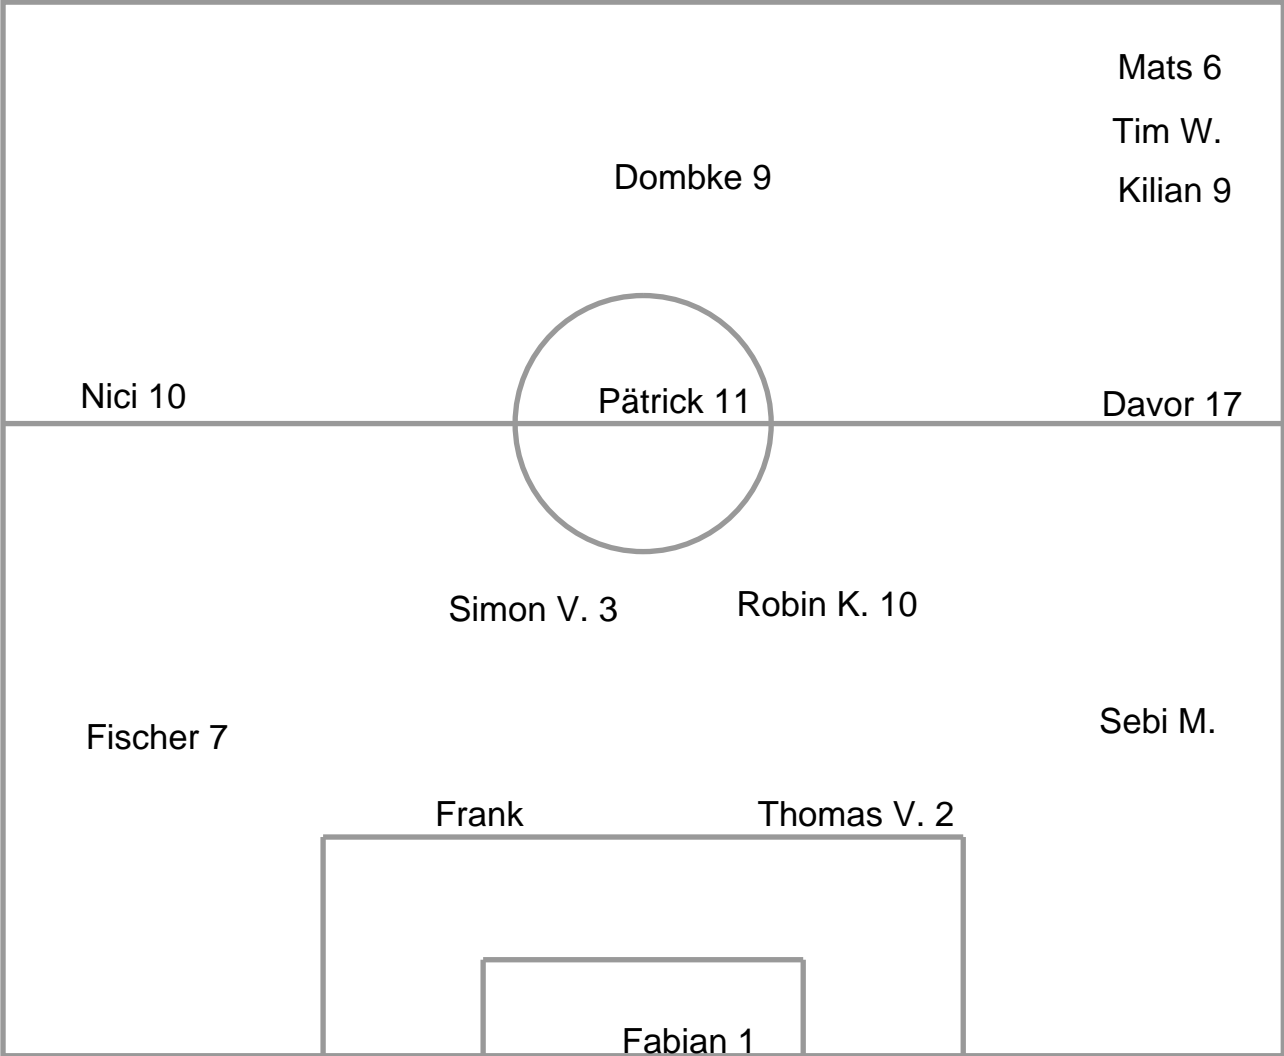 Mats 6
Tim W.
Dombke 9
Kilian 9
Nici 10
Pätrick 11
Davor 17
Simon V. 3
Robin K. 10
Fischer 7
Sebi M.
Frank
Thomas V. 2
Fabian 1